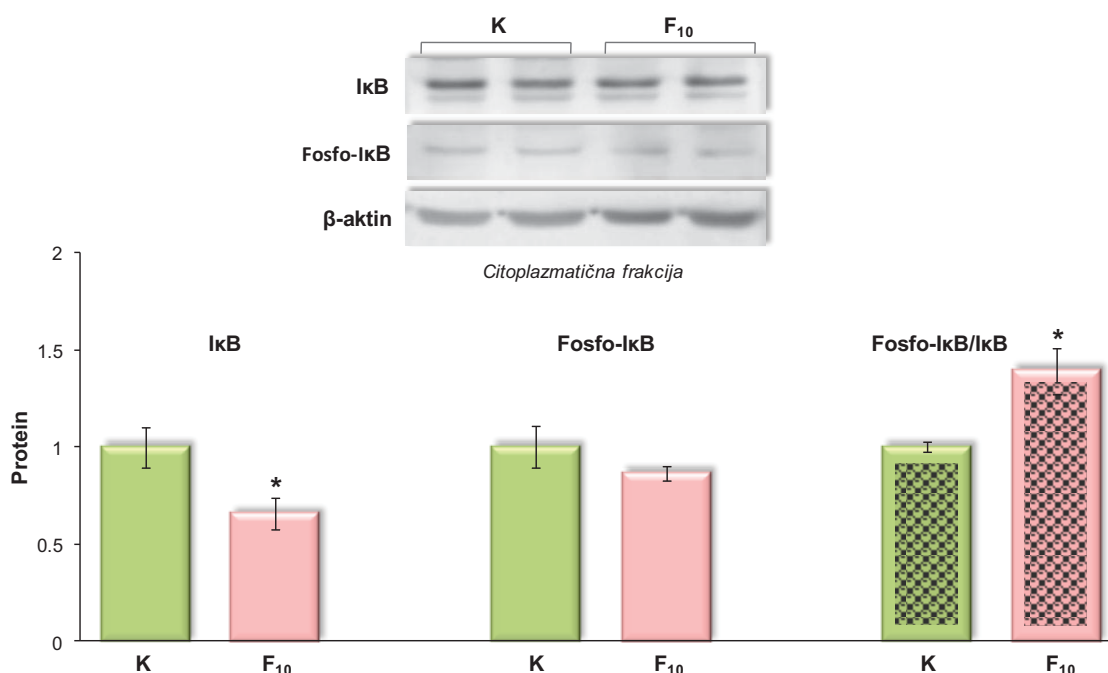 K F₁₀
IκB
Fosfo-IκB
β-aktin
Citoplazmatična frakcija
Protein
2
1.5
1
0.5
0
IκB Fosfo-IκB Fosfo-IκB/IκB
*
*
K F₁₀ K F₁₀ K F₁₀